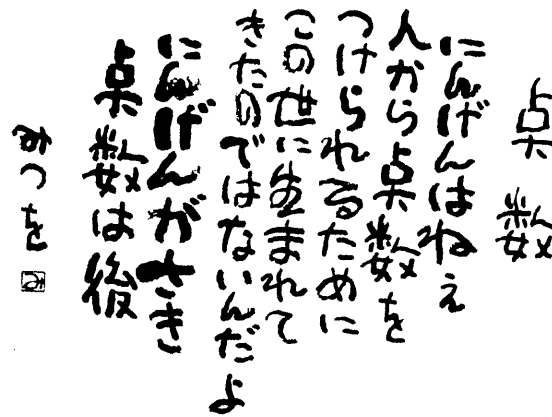 点数
にんげんはねぇ
人から点数を
つけられるために
この世に生まれて
きたのではないんだよ
にんげんがさき
点数は後
みつを
み